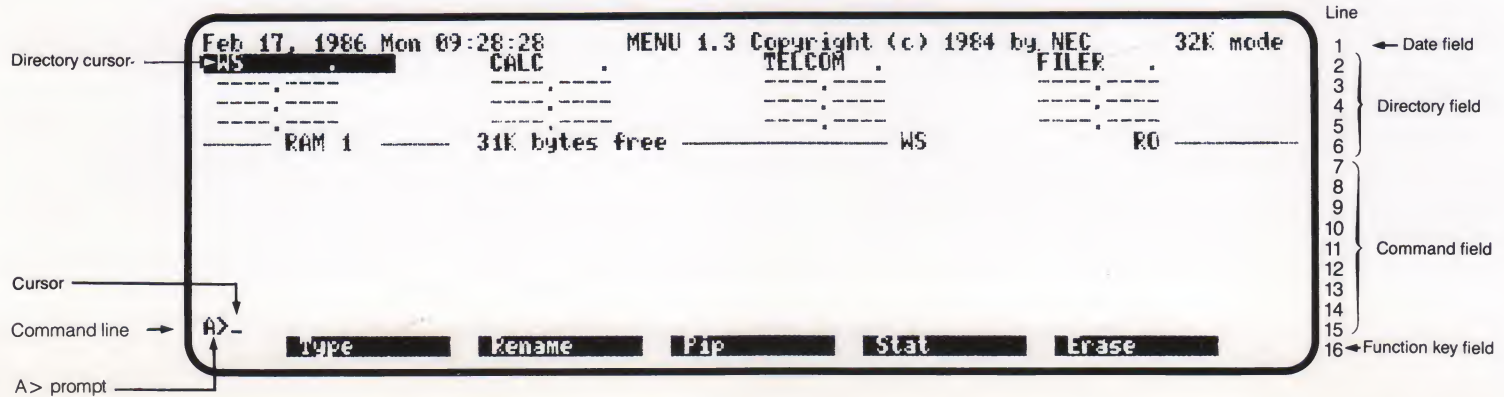 Line
Feb 17, 1986 Mon 09:28:28 MENU 1.3 Copyright (c) 1984 by NEC 32K mode 1 Date field
Directory cursor- WS . CALC . TELCOM . FILER . 2
----.---- ----.---- ----.---- ----.---- 3
----.---- ----.---- ----.---- ----.---- 4 Directory field
----.---- ----.---- ----.---- ----.---- 5
RAM 1 31K bytes free WS RO 6
7
8
9
10
11 Command field
12
Cursor 13
14
Command line A>_ 15
Type Rename Pip Stat Erase 16 Function key field
A> prompt